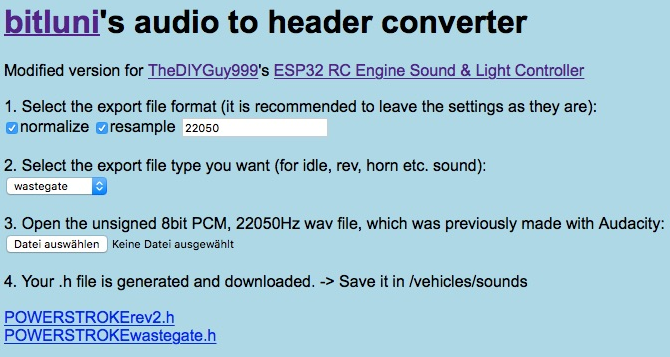 bitluni's audio to header converter
Modified version for TheDIYGuy999's ESP32 RC Engine Sound & Light Controller
1. Select the export file format (it is recommended to leave the settings as they are):
normalize resample 22050
2. Select the export file type you want (for idle, rev, horn etc. sound):
wastegate
3. Open the unsigned 8bit PCM, 22050Hz wav file, which was previously made with Audacity:
Datei auswählen Keine Datei ausgewählt
4. Your .h file is generated and downloaded. -> Save it in /vehicles/sounds
POWERSTROKErev2.h
POWERSTROKEwastegate.h